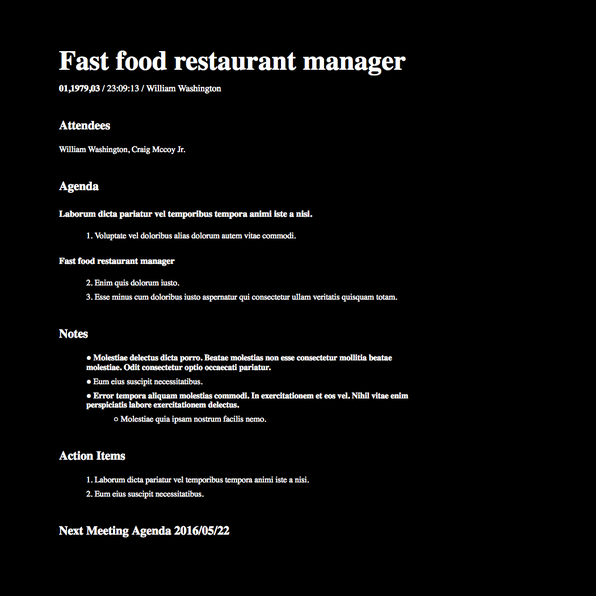 Fast food restaurant manager
01,1979,03 / 23:09:13 / William Washington
Attendees
William Washington, Craig Mccoy Jr.
Agenda
Laborum dicta pariatur vel temporibus tempora animi iste a nisi.
1. Voluptate vel doloribus alias dolorum autem vitae commodi.
Fast food restaurant manager
2. Enim quis dolorum iusto.
3. Esse minus cum doloribus iusto aspernatur qui consectetur ullam veritatis quisquam totam.
Notes
● Molestiae delectus dicta porro. Beatae molestias non esse consectetur mollitia beatae
molestiae. Odit consectetur optio occaecati pariatur.
● Eum eius suscipit necessitatibus.
● Error tempora aliquam molestias commodi. In exercitationem et eos vel. Nihil vitae enim
perspiciatis labore exercitationem delectus.
○ Molestiae quia ipsam nostrum facilis nemo.
Action Items
1. Laborum dicta pariatur vel temporibus tempora animi iste a nisi.
2. Eum eius suscipit necessitatibus.
Next Meeting Agenda 2016/05/22